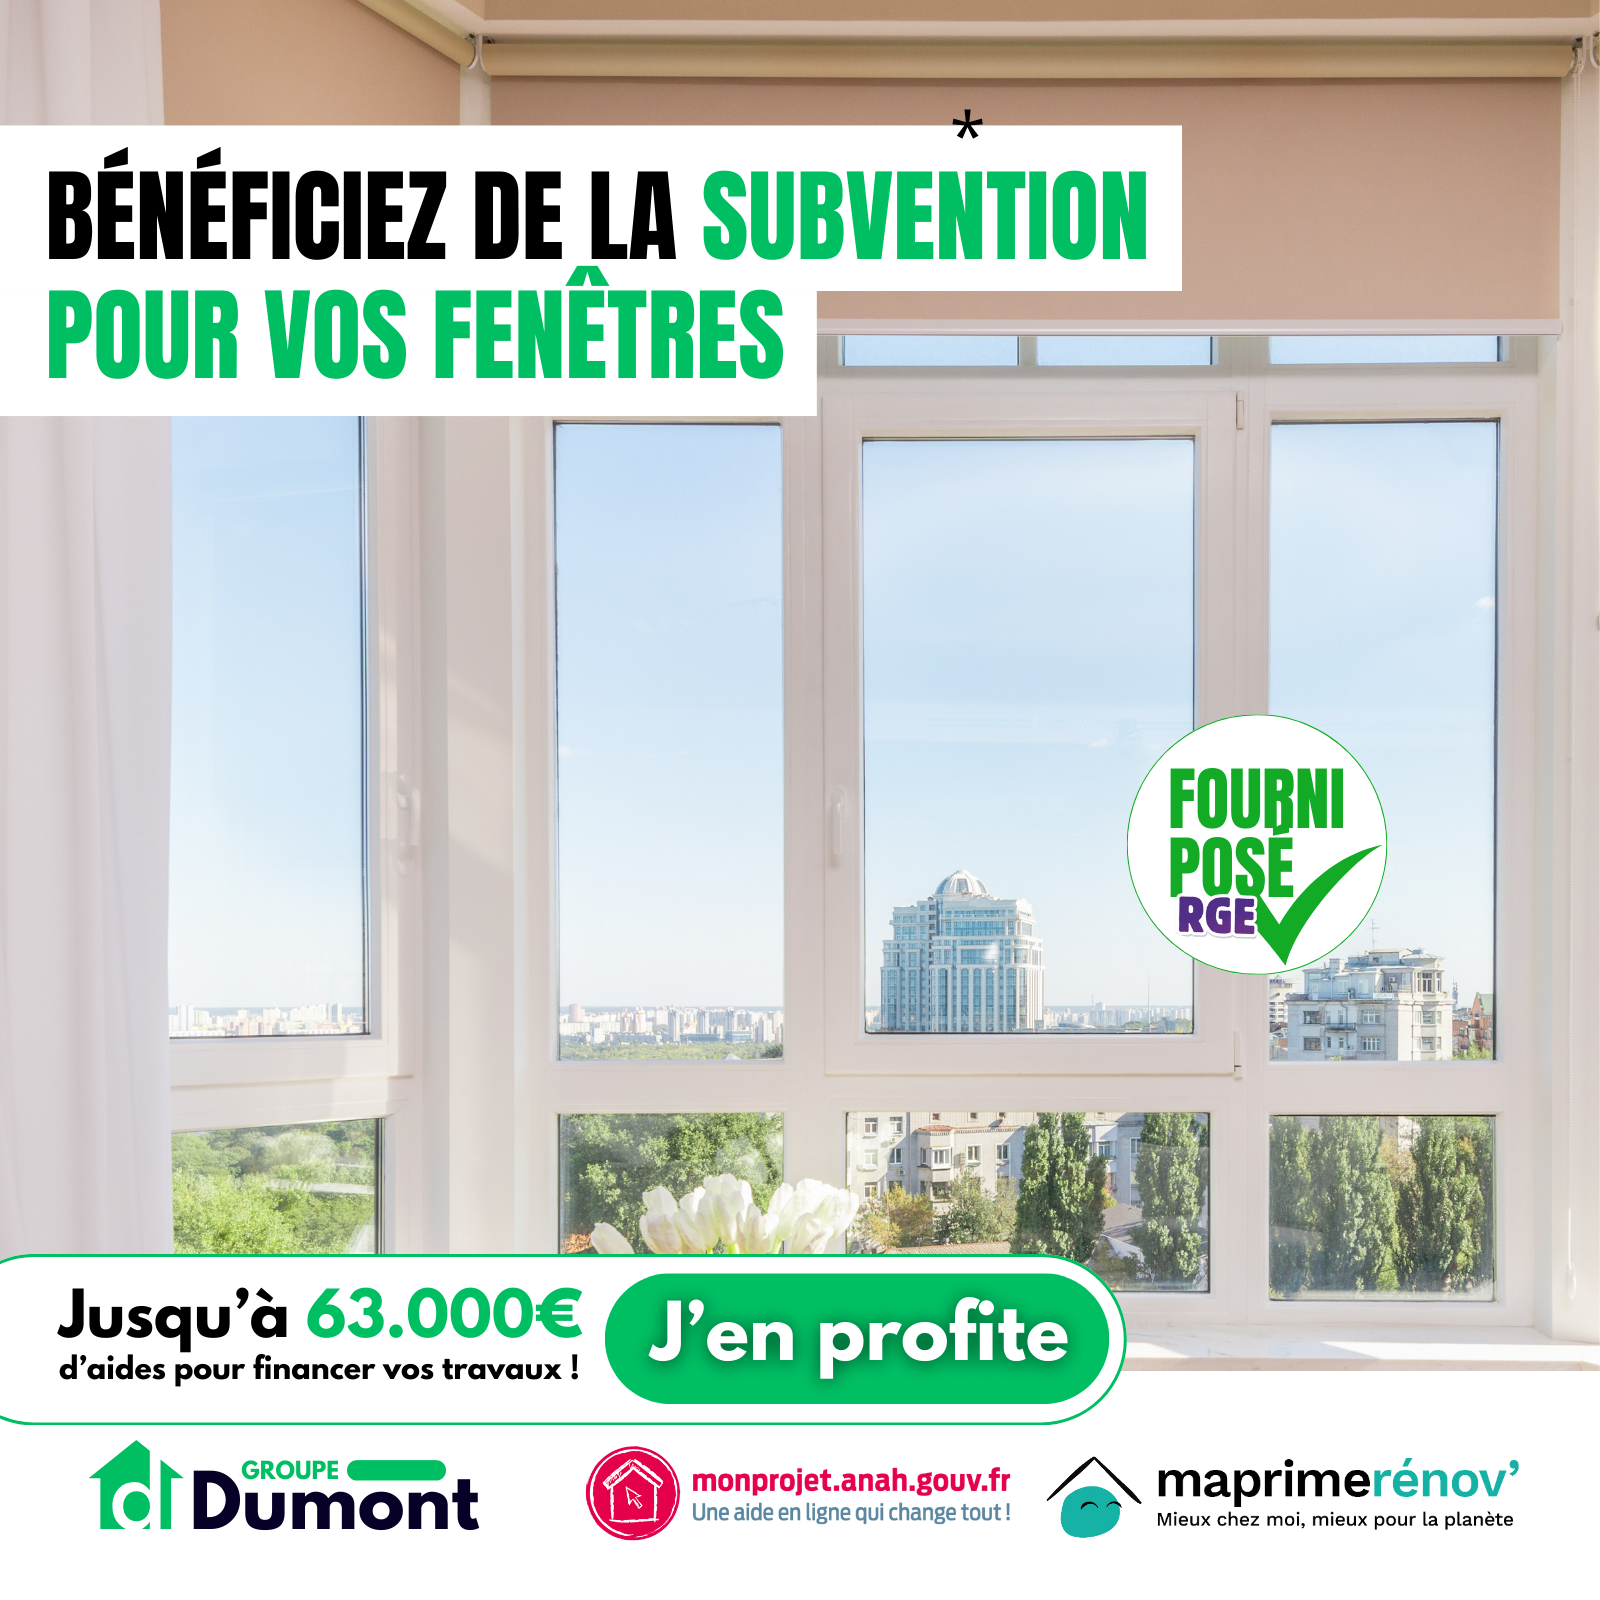 *
BÉNÉFICIEZ DE LA SUBVENTION
POUR VOS FENÊTRES
FOURNI
POSÉ
RGE
Jusqu’à 63.000€
d’aides pour financer vos travaux !
J’en profite
GROUPE
Dumont
monprojet.anah.gouv.fr
Une aide en ligne qui change tout !
maprimerénov’
Mieux chez moi, mieux pour la planète